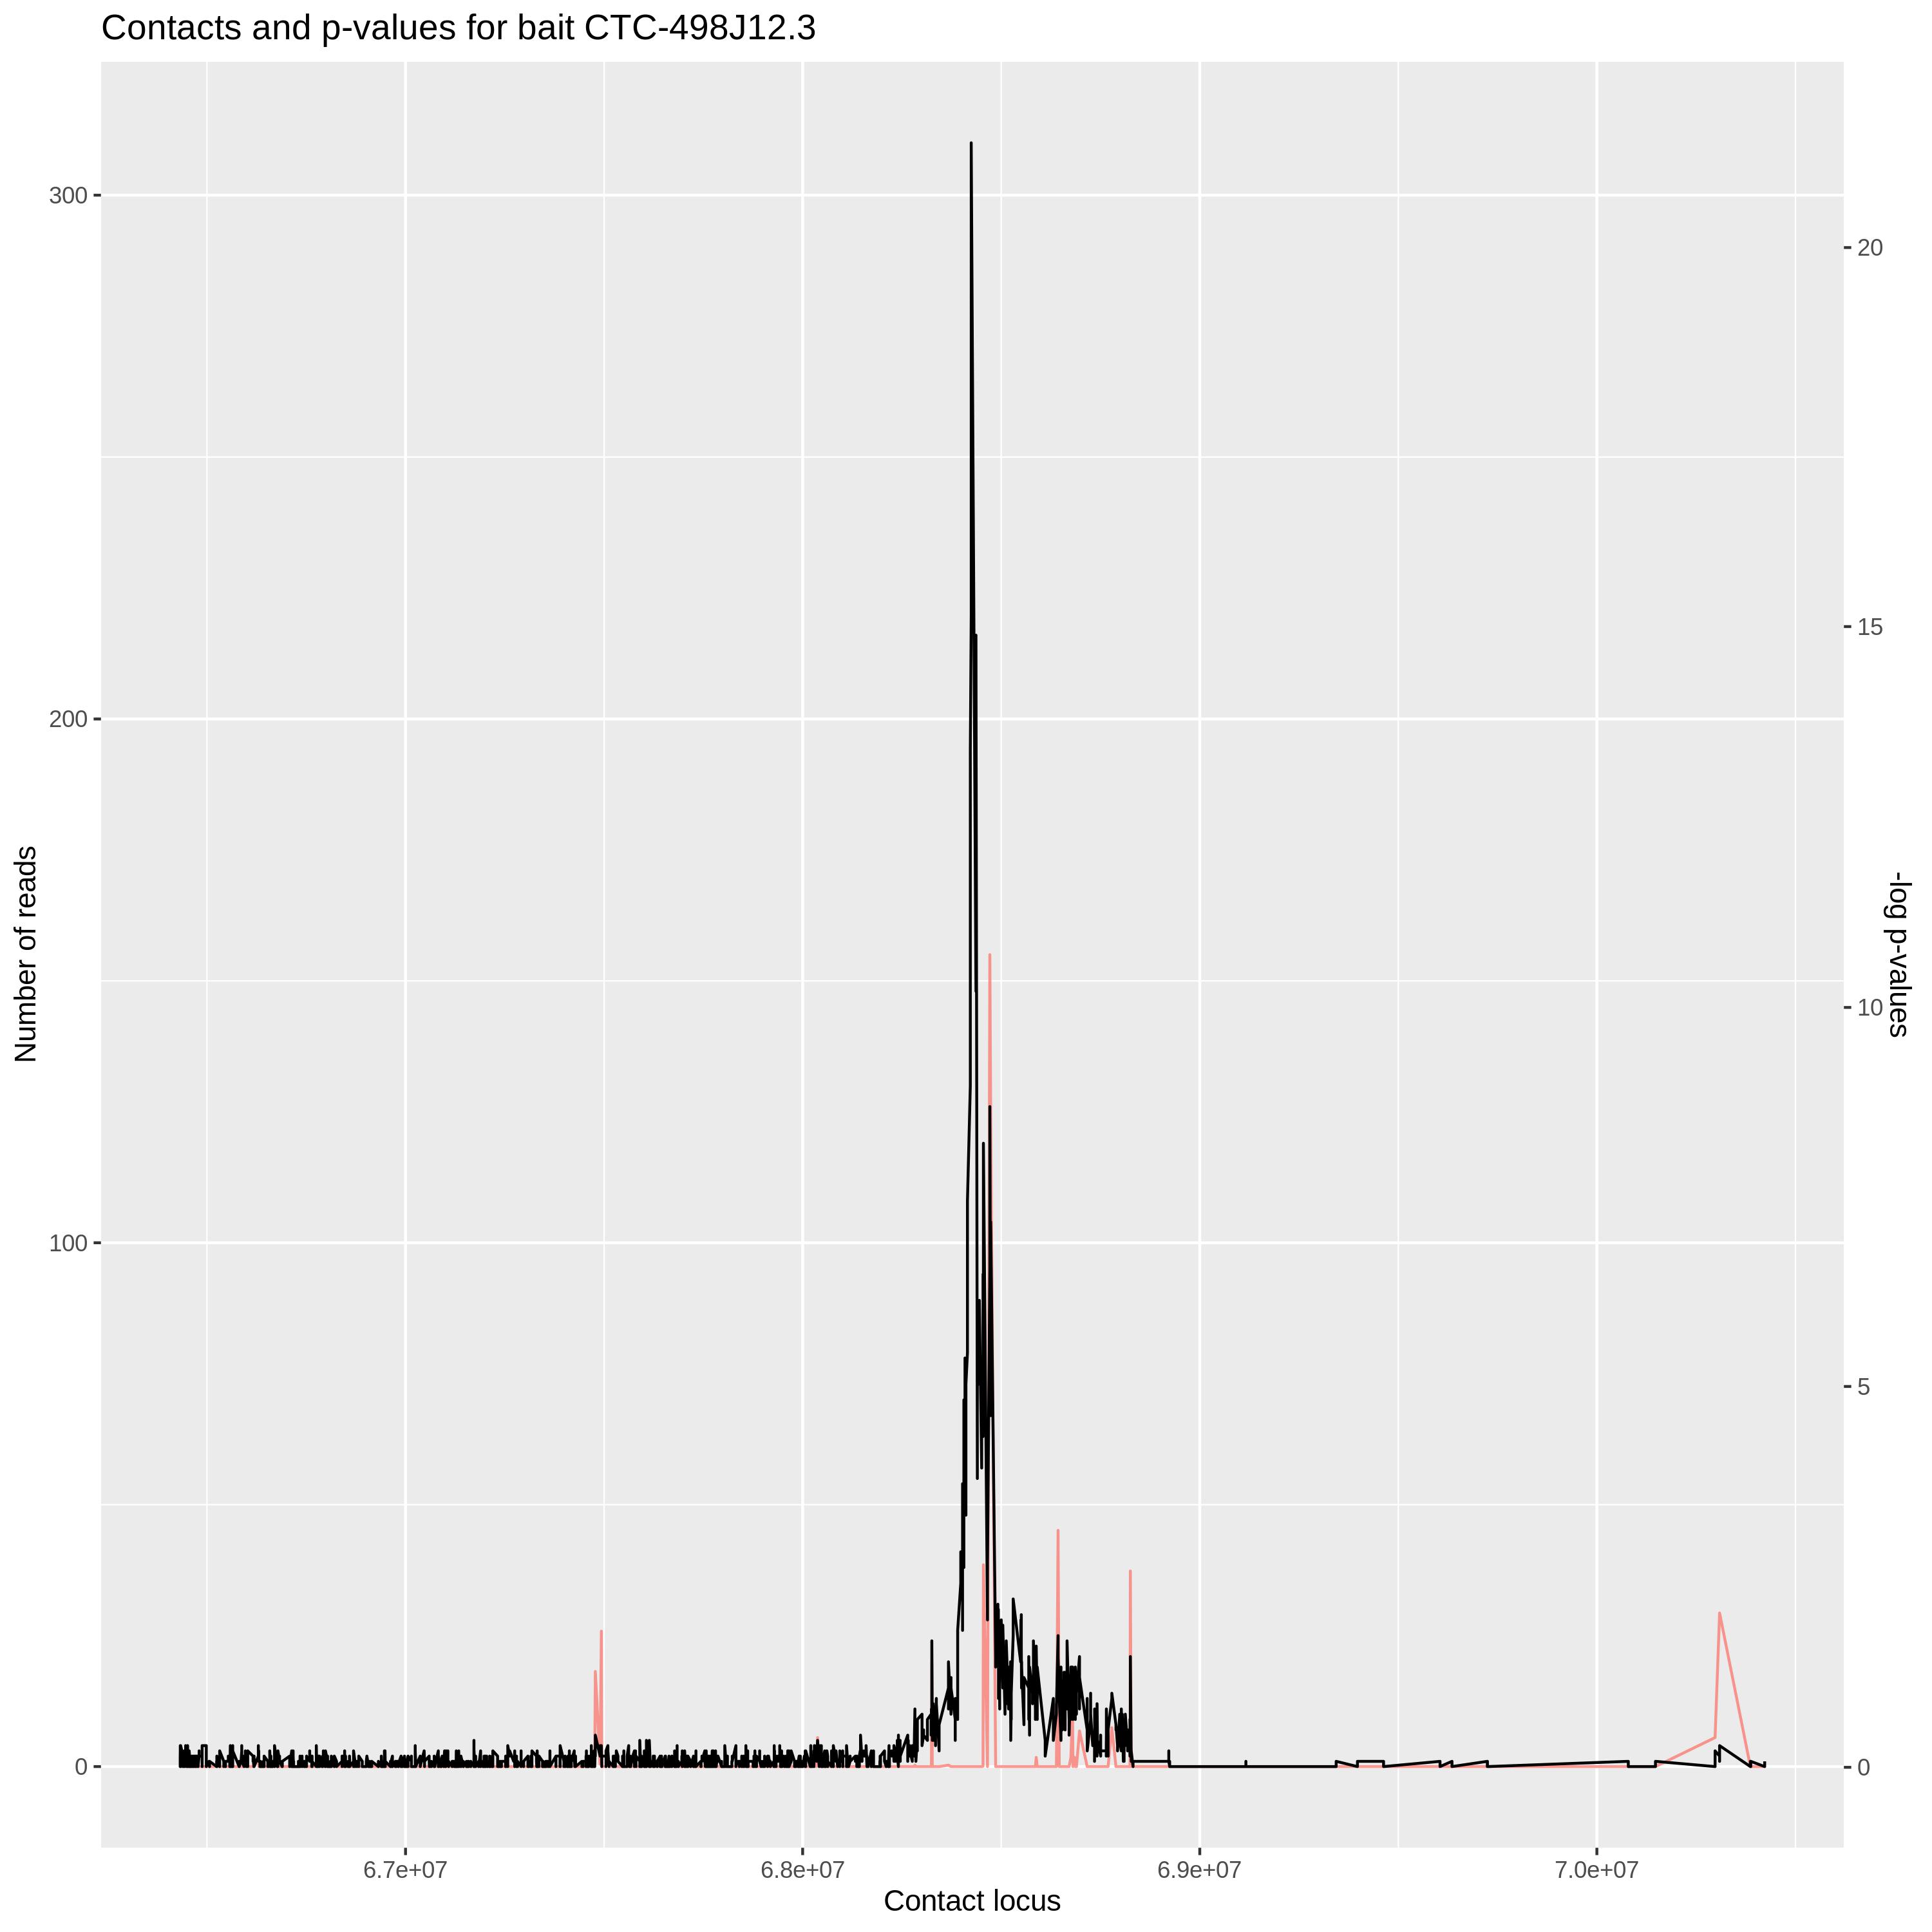 Contacts and p-values for bait CTC-498J12.3
300
200
100
0
Number of reads
20
15
10
5
0
-log p-values
6.7e+07
6.8e+07
6.9e+07
7.0e+07
Contact locus